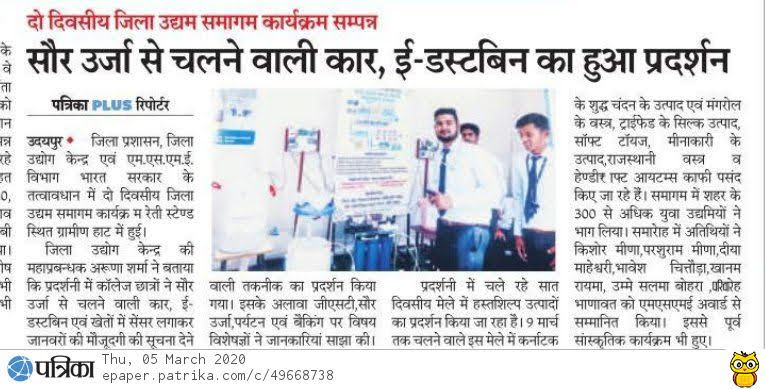 दो दिवसीय जिला उद्यम समागम कार्यक्रम सम्पन्न
सौर उर्जा से चलने वाली कार, ई-डस्टबिन का हुआ प्रदर्शन
पत्रिका PLUS रिपोर्टर
उदयपुर जिला प्रशासन, जिला
उद्योग केन्द्र एवं एम.एस.एम.ई.
विभाग भारत सरकार के
तत्वावधान में दो दिवसीय जिला
उद्यम समागम कार्यक्र म रेती स्टेण्ड
स्थित ग्रामीण हाट में हुई।
जिला उद्योग केन्द्र की
महाप्रबन्धक अरूणा शर्मा ने बताया
कि प्रदर्शनी में कॉलेज छात्रों ने सौर
उर्जा से चलने वाली कार, ई-
डस्टबिन एवं खेतों में सेंसर लगाकर
जानवरों की मौजूदगी की सूचना देने
वाली तकनीक का प्रदर्शन किया
गया। इसके अलावा जीएसटी,सौर
उर्जा,पर्यटन एवं बैंकिंग पर विषय
विशेषज्ञों ने जानकारियां साझा की।
प्रदर्शनी में चले रहे सात
दिवसीय मेले में हस्तशिल्प उत्पादों
का प्रदर्शन किया जा रहा है। 9 मार्च
तक चलने वाले इस मेले में कर्नाटक
के शुद्ध चंदन के उत्पाद एवं मंगरोल
के वस्त्र, ट्राईफेड के सिल्क उत्पाद,
सॉफ्ट टॉयज, मीनाकारी के
उत्पाद,राजस्थानी वस्त्र व
आयटम्स काफी पसंद
किए जा रहे है। समागम में शहर के
300 से अधिक युवा उद्यमियों ने
भाग लिया। समारोह में अतिथियों ने
किशोर मीणा,परशुराम मीणा,दीया
माहेश्वरी,भावेश चित्तौड़ा,खानम
रायमा, उम्मे सलमा बोहरा
भाणावत को एमएसएमई अवार्ड से
सम्मानित किया। इससे पूर्व
सांस्कृतिक कार्यक्रम भी हुए।
पत्रिका Thu, 05 March 2020
epaper.patrika.com/c/49668738